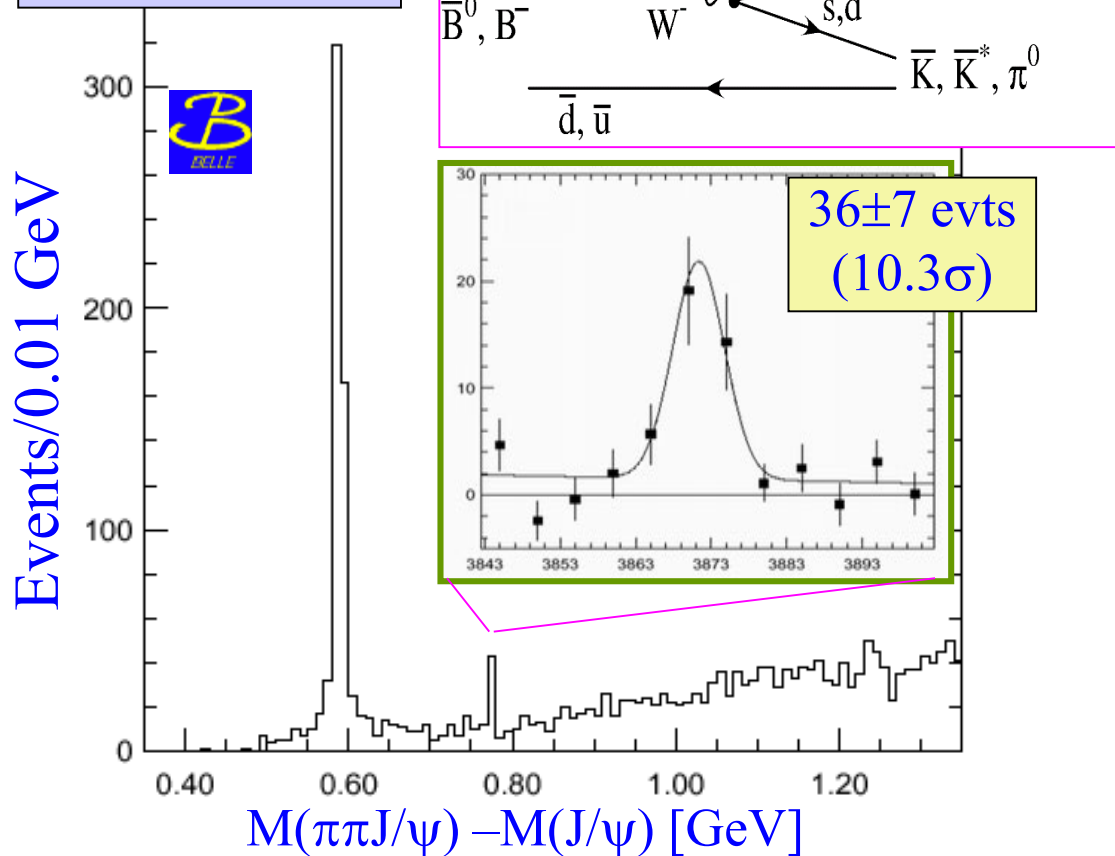 B̅⁰, B⁻
W⁻
s,d
K̅, K̅*, π⁰
d̅, u̅
BELLE
36±7 evts
(10.3σ)
30
20
10
0
3843 3853 3863 3873 3883 3893
Events/0.01 GeV
300
200
100
0
0.40 0.60 0.80 1.00 1.20
M(ππJ/ψ) –M(J/ψ) [GeV]